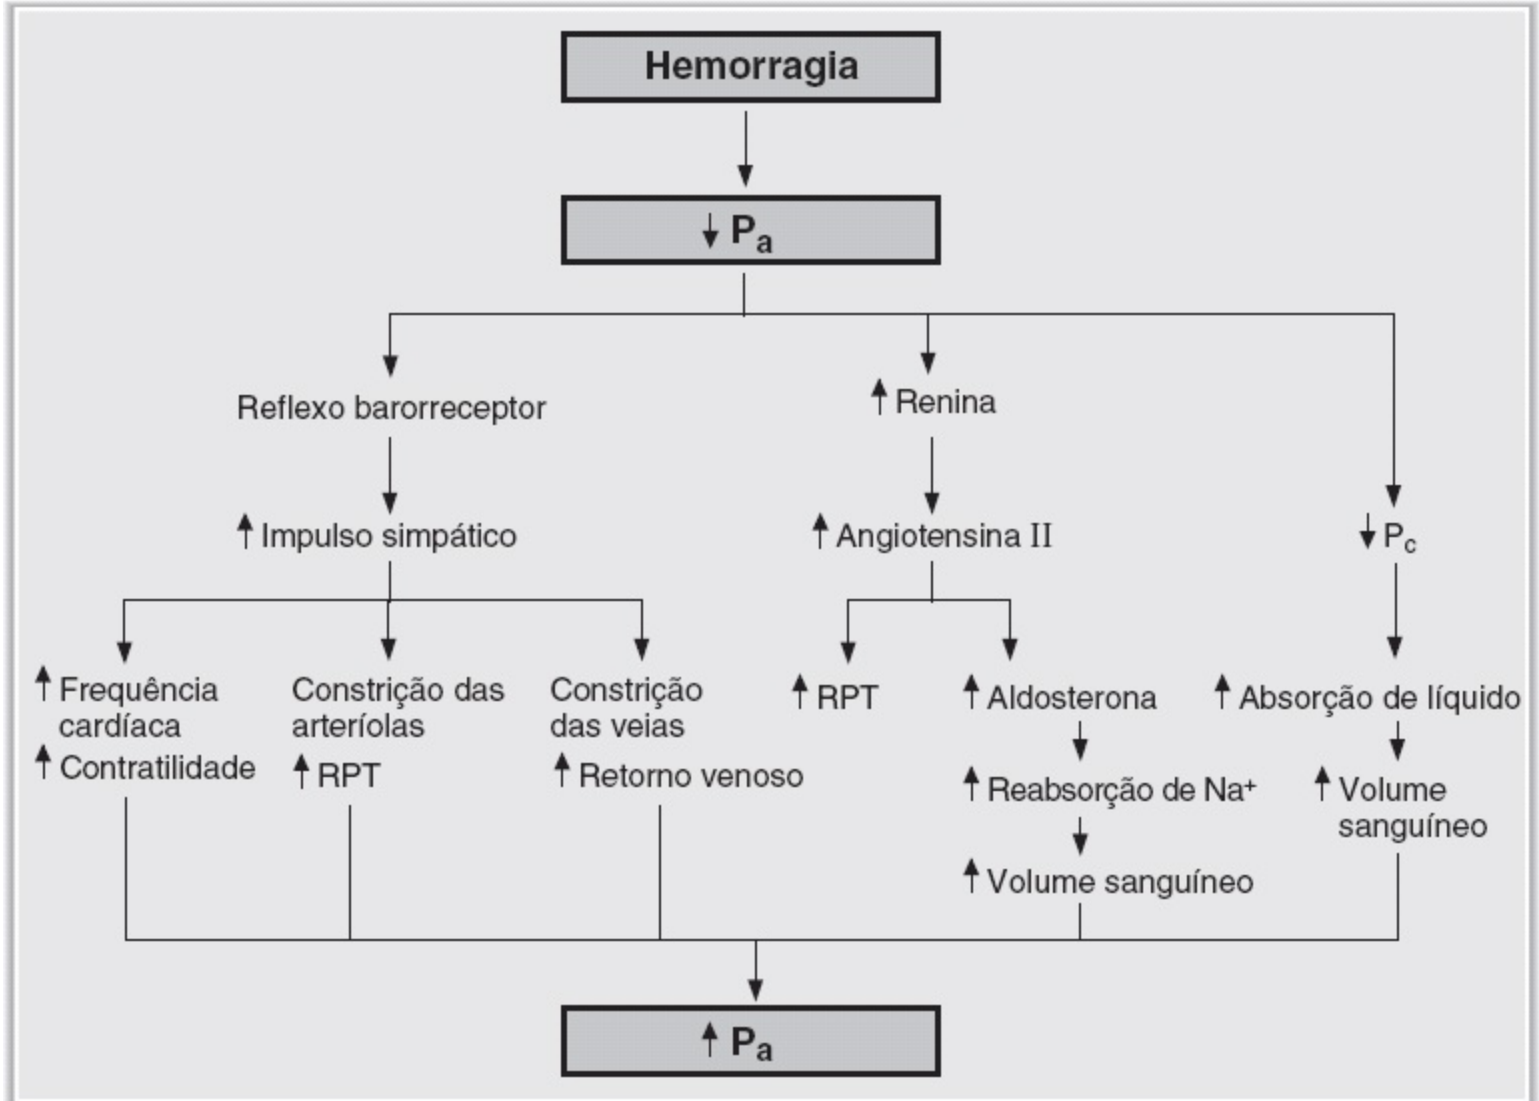 Hemorragia
↓ Pa
Reflexo barorreceptor
↑ Renina
↑ Impulso simpático
↑ Angiotensina II
↓ Pc
↑ Frequência
cardíaca
↑ Contratilidade
Constrição das
arteríolas
↑ RPT
Constrição
das veias
↑ Retorno venoso
↑ RPT
↑ Aldosterona
↑ Reabsorção de Na+
↑ Volume sanguíneo
↑ Absorção de líquido
↑ Volume
sanguíneo
↑ Pa